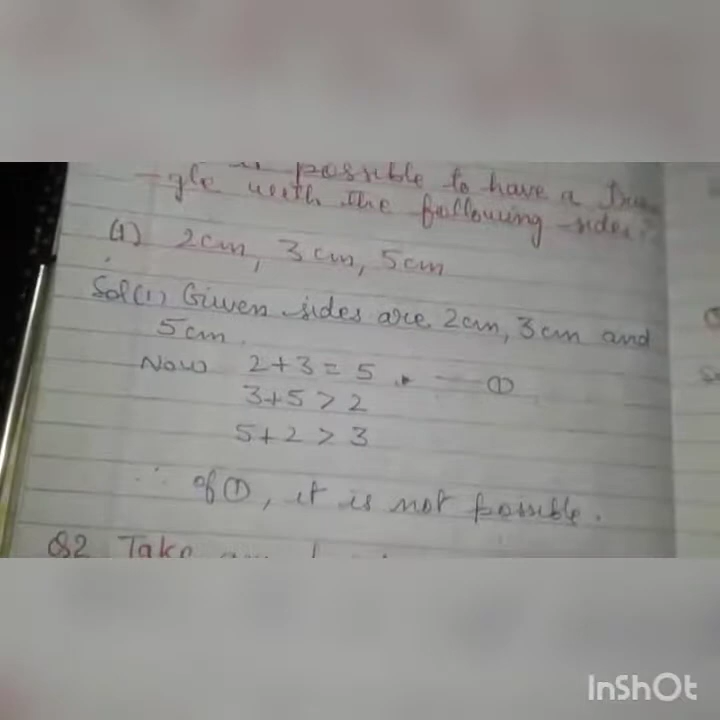 possible to have a
-gle with the following sides.
(1) 2cm, 3cm, 5cm
Sol(1) Given sides are 2cm, 3cm and
5cm.
Now 2+3 = 5 . — ①
3+5 > 2
5+2 > 3
∴ of ①, it is not possible.
Q2 Take
InShOt